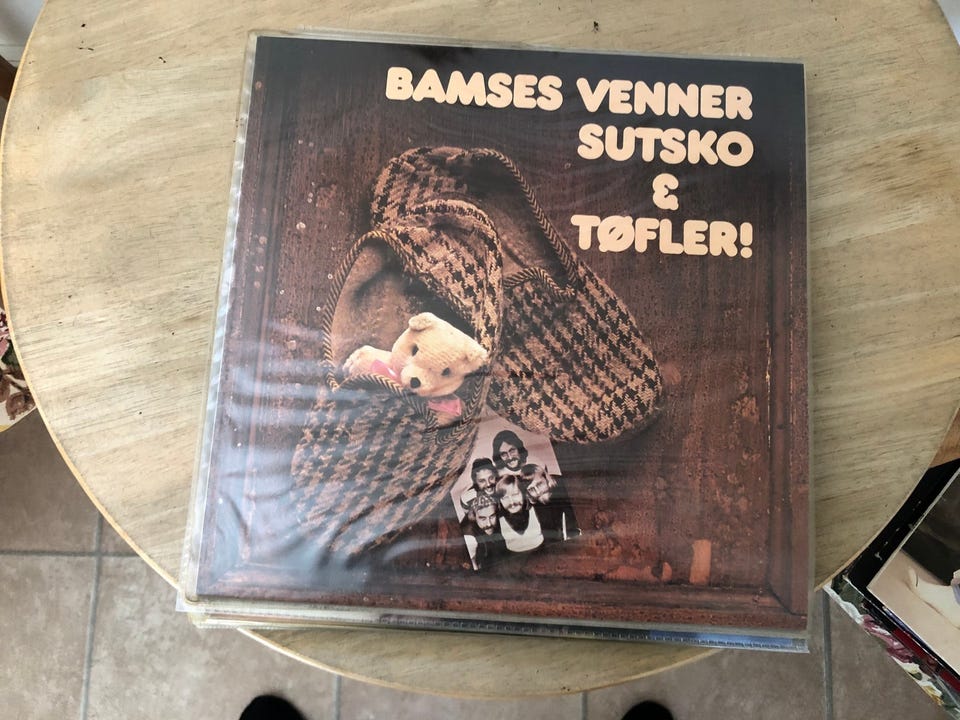 BAMSES VENNER
SUTSKO
&
TØFLER!